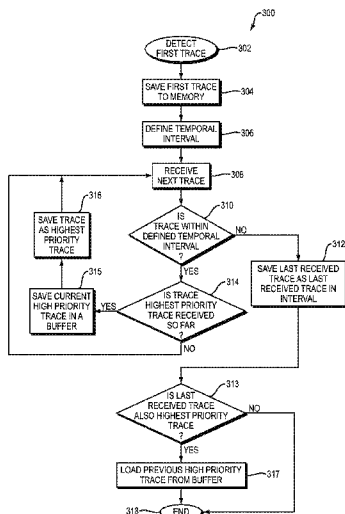 300
DETECT
FIRST TRACE
302
SAVE FIRST TRACE
TO MEMORY
304
DEFINE TEMPORAL
INTERVAL
306
RECEIVE
NEXT TRACE
308
IS
TRACE WITHIN
DEFINED TEMPORAL
INTERVAL
?
310
NO
YES
312
SAVE LAST RECEIVED
TRACE AS LAST
RECEIVED TRACE IN
INTERVAL
316
SAVE TRACE
AS HIGHEST
PRIORITY
TRACE
315
SAVE CURRENT
HIGH PRIORITY
TRACE IN A
BUFFER
YES
IS TRACE
HIGHEST PRIORITY
TRACE RECEIVED
SO FAR
?
314
NO
IS LAST
RECEIVED TRACE
ALSO HIGHEST PRIORITY
TRACE
?
313
NO
YES
LOAD PREVIOUS HIGH PRIORITY
TRACE FROM BUFFER
317
318
END